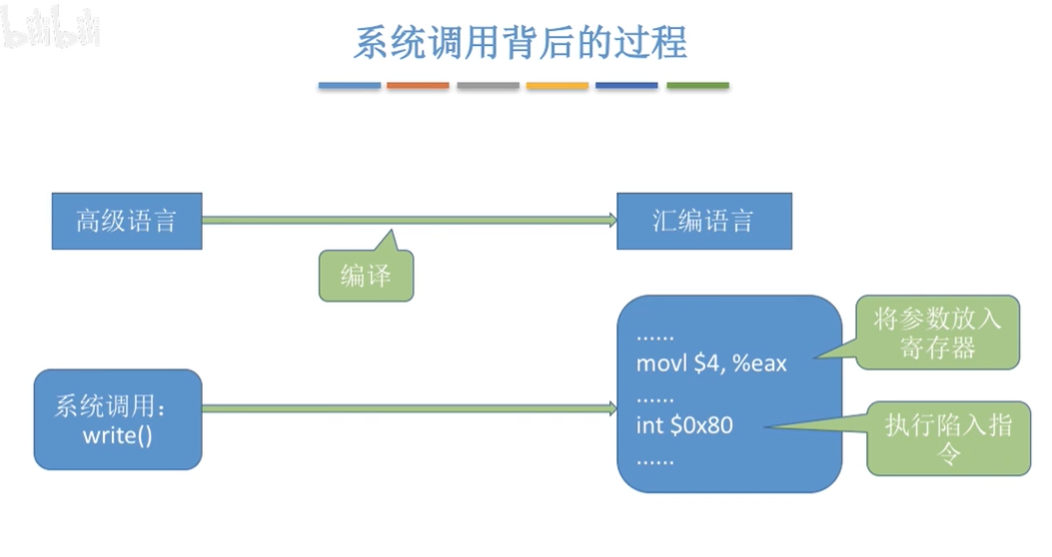 bilibili
系统调用背后的过程
高级语言
汇编语言
编译
系统调用：
write()
......
movl $4, %eax
......
int $0x80
......
将参数放入
寄存器
执行陷入指
令